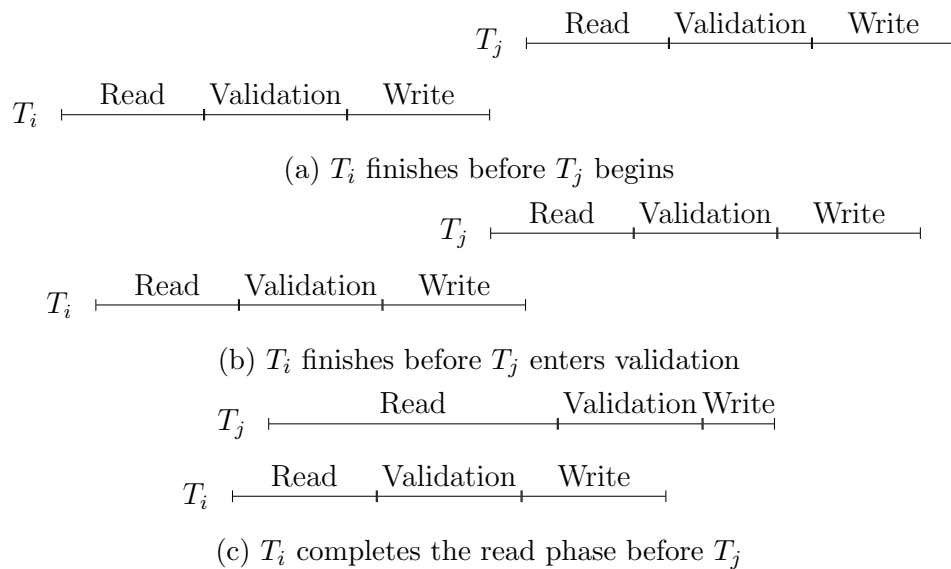 T_j Read Validation Write
T_i Read Validation Write
(a) T_i finishes before T_j begins
T_j Read Validation Write
T_i Read Validation Write
(b) T_i finishes before T_j enters validation
T_j Read Validation Write
T_i Read Validation Write
(c) T_i completes the read phase before T_j